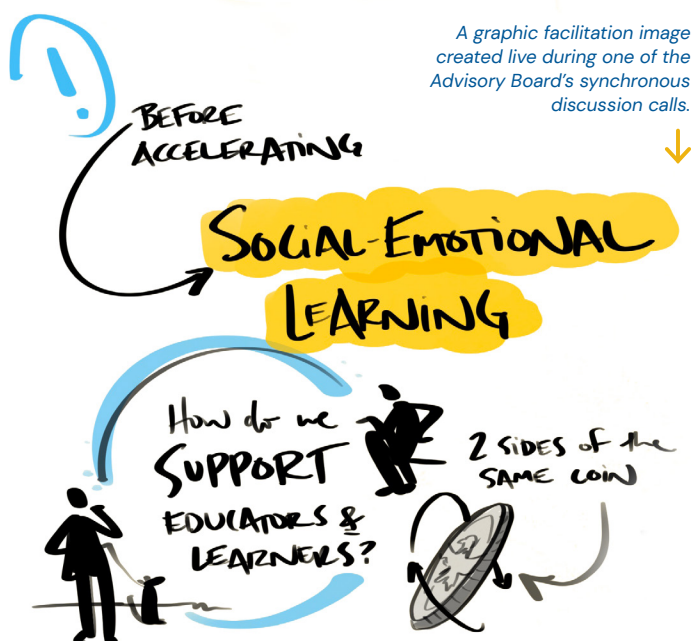 A graphic facilitation image
created live during one of the
Advisory Board's synchronous
discussion calls.
!
BEFORE
ACCELERATING
SOCIAL-EMOTIONAL
LEARNING
How do we
SUPPORT
EDUCATORS &
LEARNERS?
2 SIDES of the
SAME COIN